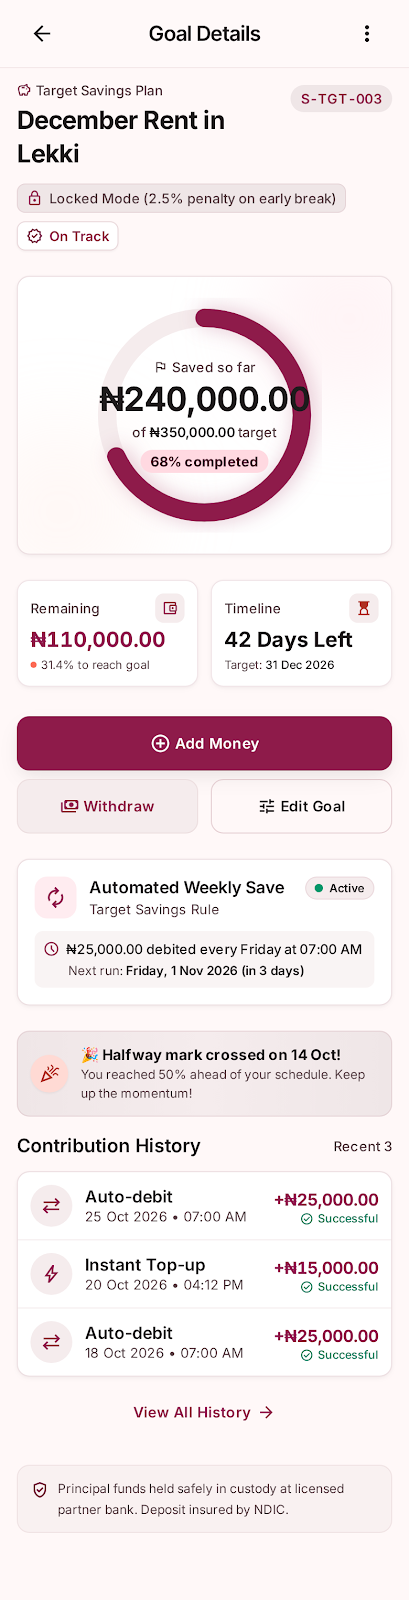 Goal Details
Target Savings Plan
S-TGT-003
December Rent in
Lekki
Locked Mode (2.5% penalty on early break)
On Track
Saved so far
₦240,000.00
of ₦350,000.00 target
68% completed
Remaining
₦110,000.00
31.4% to reach goal
Timeline
42 Days Left
Target: 31 Dec 2026
Add Money
Withdraw
Edit Goal
Automated Weekly Save
Active
Target Savings Rule
₦25,000.00 debited every Friday at 07:00 AM
Next run: Friday, 1 Nov 2026 (in 3 days)
🎉 Halfway mark crossed on 14 Oct!
You reached 50% ahead of your schedule. Keep
up the momentum!
Contribution History
Recent 3
Auto-debit
+₦25,000.00
25 Oct 2026 • 07:00 AM
Successful
Instant Top-up
+₦15,000.00
20 Oct 2026 • 04:12 PM
Successful
Auto-debit
+₦25,000.00
18 Oct 2026 • 07:00 AM
Successful
View All History
Principal funds held safely in custody at licensed
partner bank. Deposit insured by NDIC.